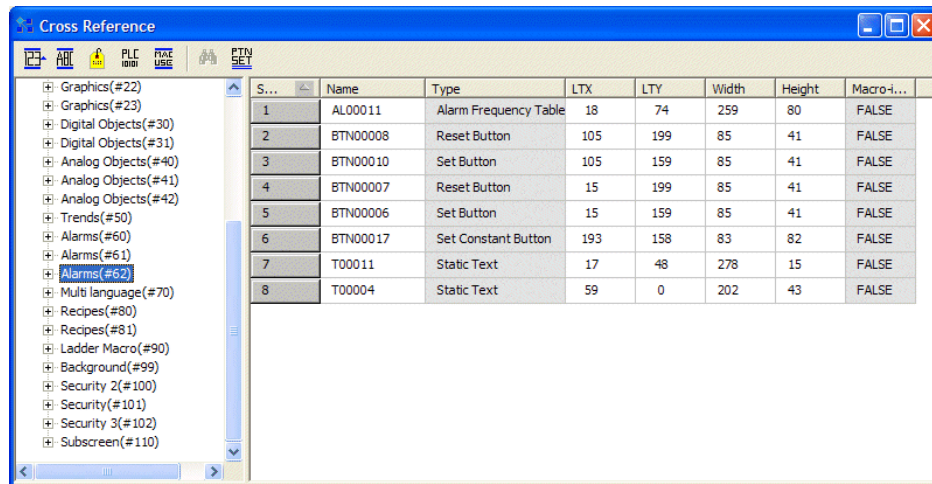 Cross Reference
123 ABC PLC 10101 MAC USE PTN SET
Graphics(#22)
Graphics(#23)
Digital Objects(#30)
Digital Objects(#31)
Analog Objects(#40)
Analog Objects(#41)
Analog Objects(#42)
Trends(#50)
Alarms(#60)
Alarms(#61)
Alarms(#62)
Multi language(#70)
Recipes(#80)
Recipes(#81)
Ladder Macro(#90)
Background(#99)
Security 2(#100)
Security(#101)
Security 3(#102)
Subscreen(#110)
S... Name Type LTX LTY Width Height Macro-i...
1 AL00011 Alarm Frequency Table 18 74 259 80 FALSE
2 BTN00008 Reset Button 105 199 85 41 FALSE
3 BTN00010 Set Button 105 159 85 41 FALSE
4 BTN00007 Reset Button 15 199 85 41 FALSE
5 BTN00006 Set Button 15 159 85 41 FALSE
6 BTN00017 Set Constant Button 193 158 83 82 FALSE
7 T00011 Static Text 17 48 278 15 FALSE
8 T00004 Static Text 59 0 202 43 FALSE